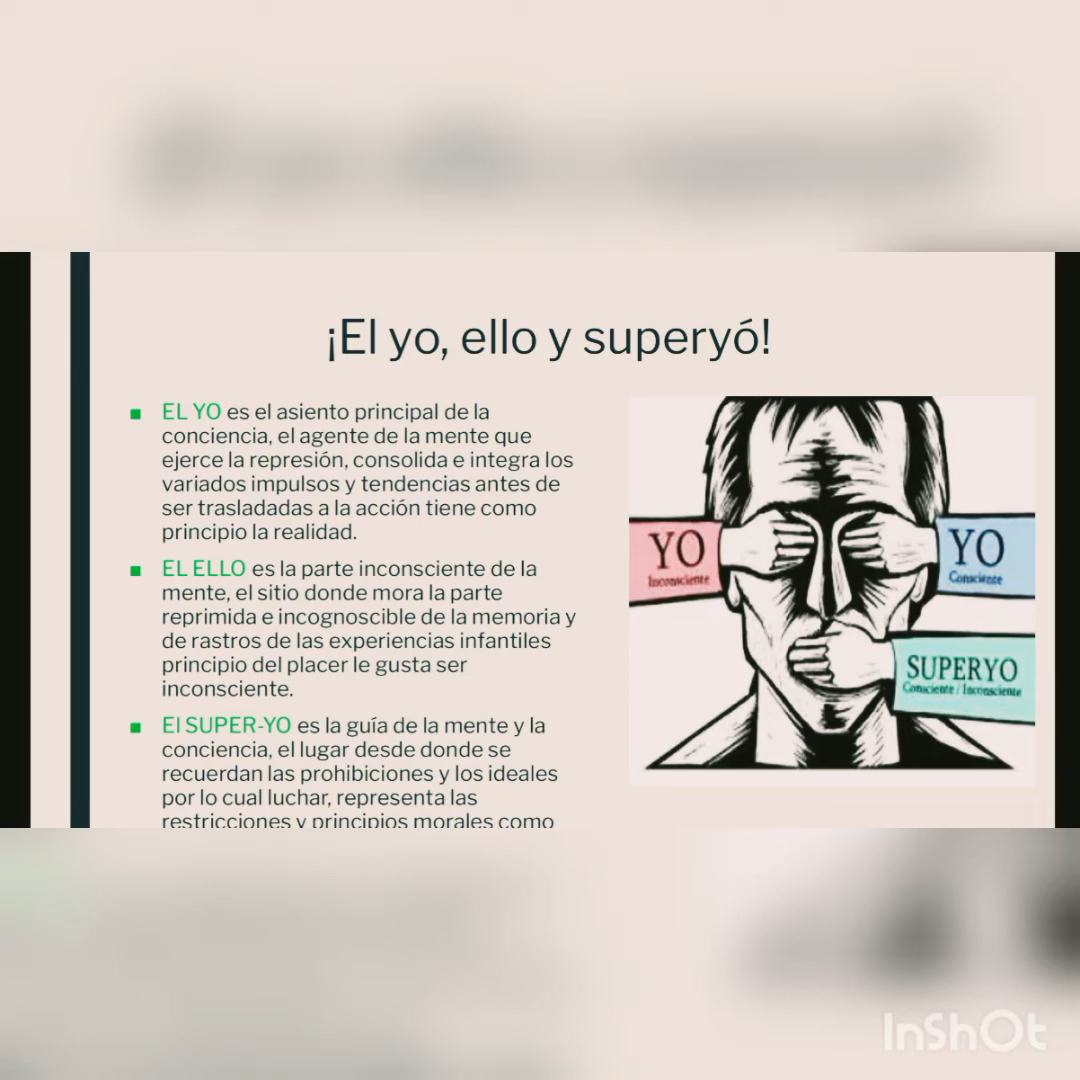 ¡El yo, ello y superyó!
EL YO es el asiento principal de la
conciencia, el agente de la mente que
ejerce la represión, consolida e integra los
variados impulsos y tendencias antes de
ser trasladadas a la acción tiene como
principio la realidad.
EL ELLO es la parte inconsciente de la
mente, el sitio donde mora la parte
reprimida e incognoscible de la memoria y
de rastros de las experiencias infantiles
principio del placer le gusta ser
inconsciente.
El SUPER-YO es la guía de la mente y la
conciencia, el lugar desde donde se
recuerdan las prohibiciones y los ideales
por lo cual luchar, representa las
restricciones y principios morales como
YO
Inconsciente
YO
Consciente
SUPERYO
Consciente / Inconsciente
InShOt